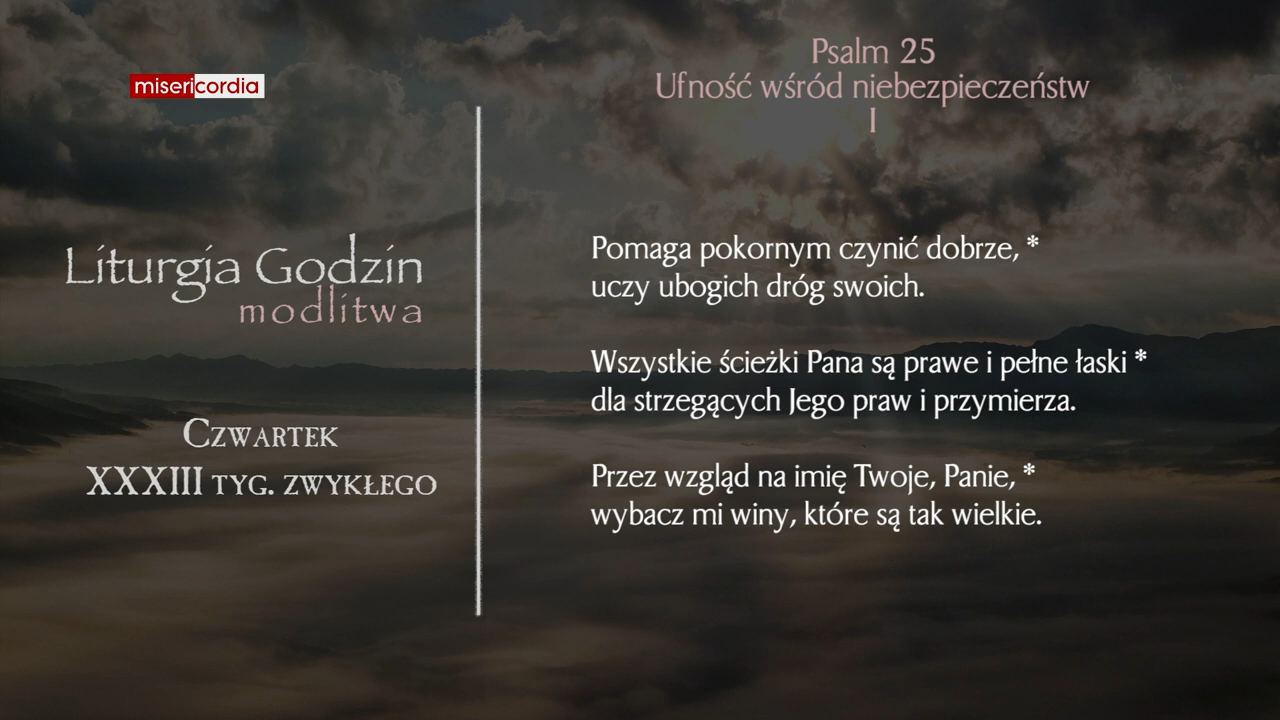 misericordia
Liturgia Godzin
modlitwa
Czwartek
XXXIII tyg. zwykłego
Psalm 25
Ufność wśród niebezpieczeństw
I
Pomaga pokornym czynić dobrze, *
uczy ubogich dróg swoich.
Wszystkie ścieżki Pana są prawe i pełne łaski *
dla strzegących Jego praw i przymierza.
Przez wzgląd na imię Twoje, Panie, *
wybacz mi winy, które są tak wielkie.